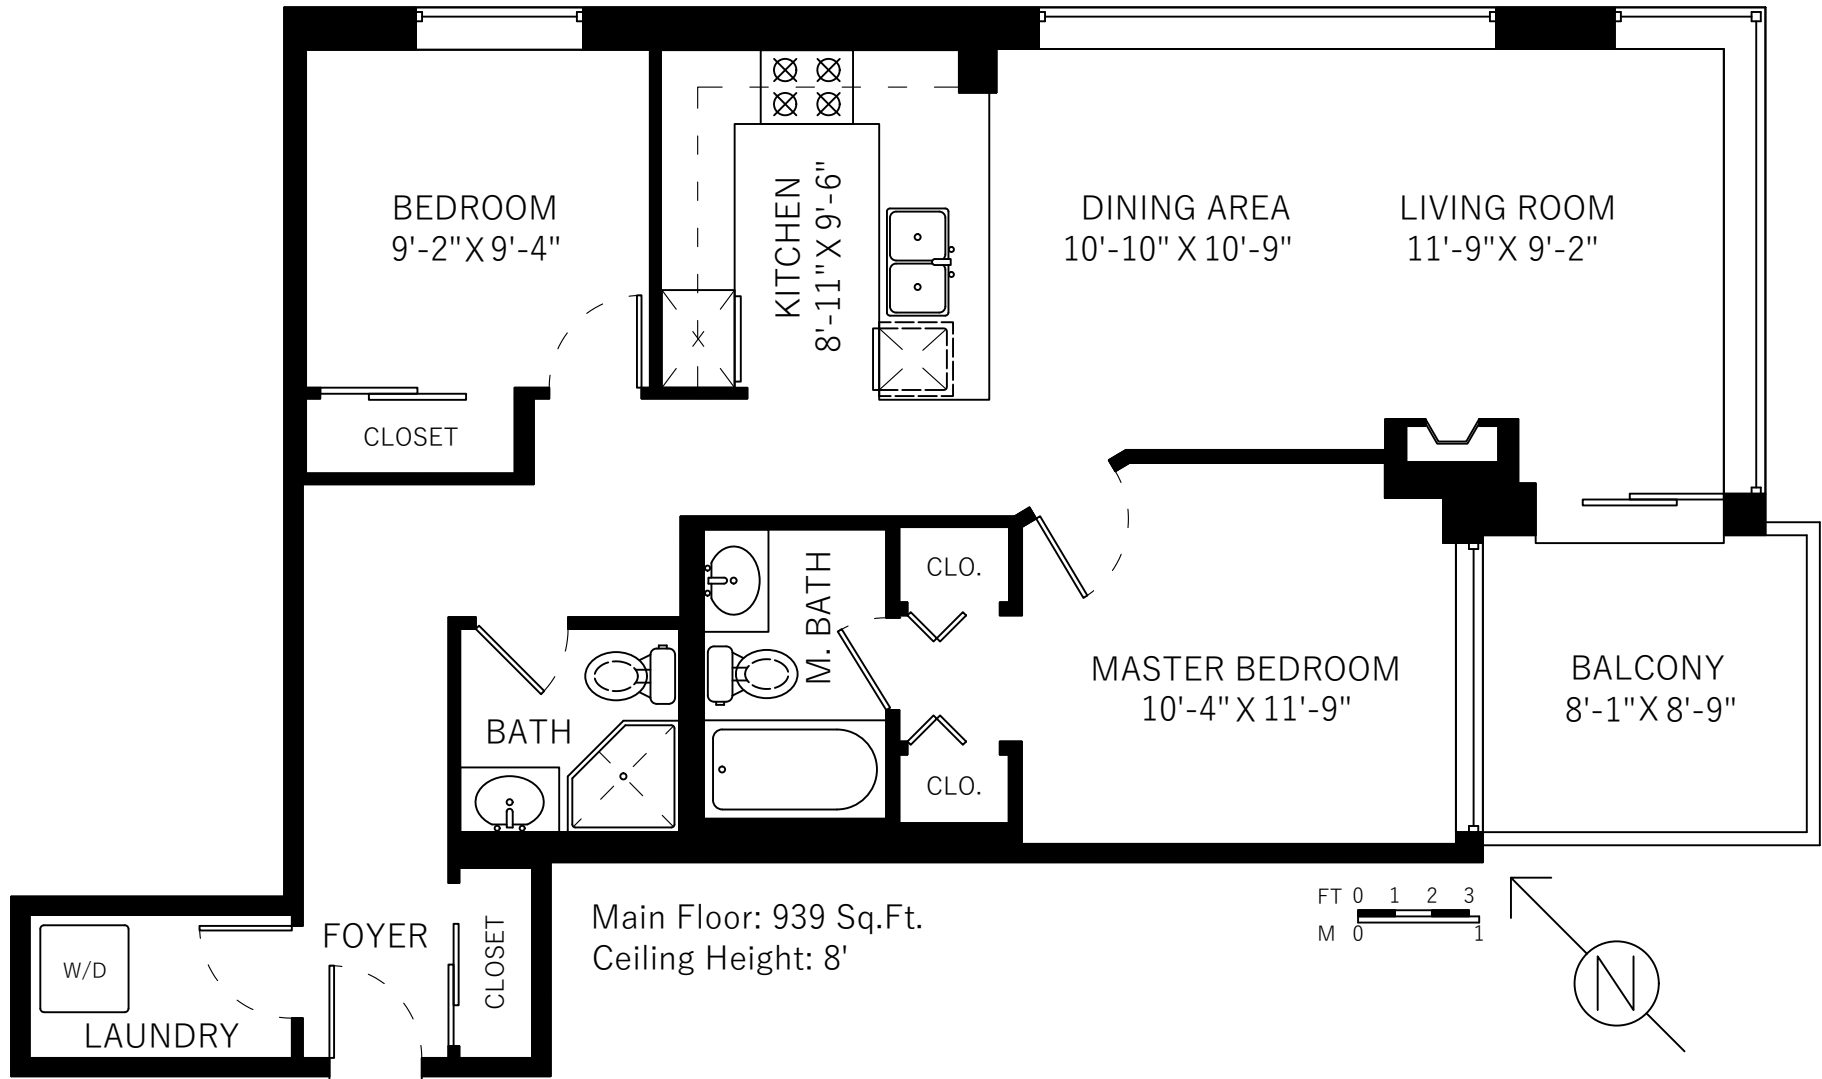 BEDROOM
9'-2" X 9'-4"
CLOSET
KITCHEN
8'-11" X 9'-6"
X
DINING AREA
10'-10" X 10'-9"
LIVING ROOM
11'-9" X 9'-2"
BATH
M. BATH
CLO.
CLO.
MASTER BEDROOM
10'-4" X 11'-9"
BALCONY
8'-1" X 8'-9"
FOYER
CLOSET
W/D
LAUNDRY
Main Floor: 939 Sq.Ft.
Ceiling Height: 8'
FT 0 1 2 3
M 0 1
N